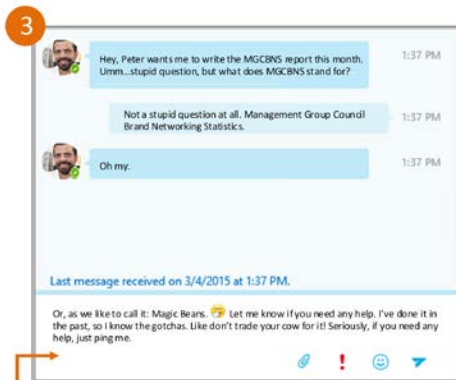 3
Hey, Peter wants me to write the MGCBNS report this month.
1:37 PM
Umm...stupid question, but what does MGCBNS stand for?
Not a stupid question at all. Management Group Council
Brand Networking Statistics.
1:37 PM
Oh my.
1:37 PM
Last message received on 3/4/2015 at 1:37 PM.
Or, as we like to call it: Magic Beans. Let me know if you need any help. I've done it in
the past, so I know the gotchas. Like don't trade your cow for it! Seriously, if you need any
help, just ping me.